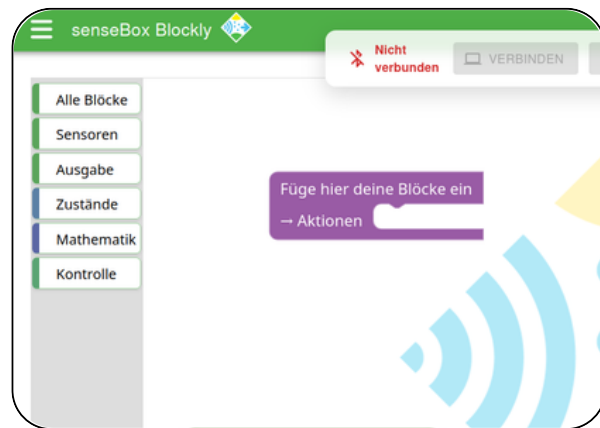 senseBox Blockly
Nicht
verbunden
VERBINDEN
Alle Blöcke
Sensoren
Ausgabe
Zustände
Mathematik
Kontrolle
Füge hier deine Blöcke ein
→ Aktionen